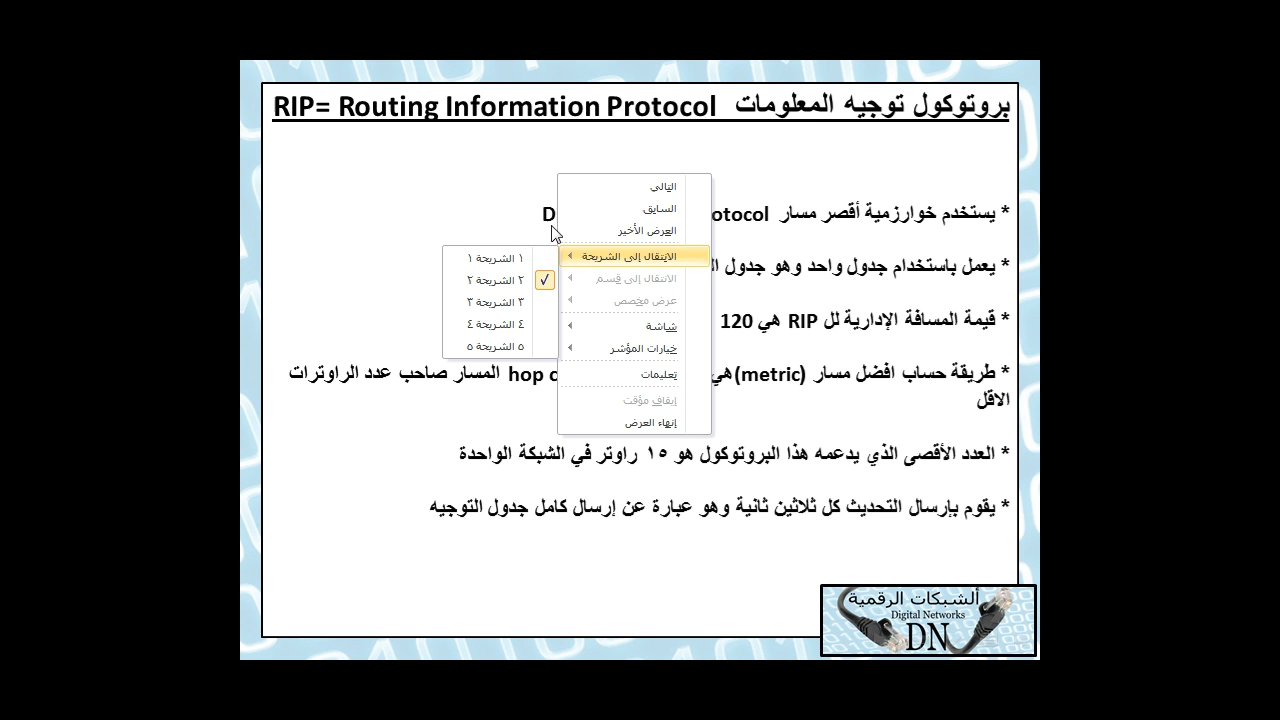 بروتوكول توجيه المعلومات RIP= Routing Information Protocol
* يستخدم خوارزمية أقصر مسار D
* يعمل باستخدام جدول واحد وهو جدول
* قيمة المسافة الإدارية لل RIP هي 120
* طريقة حساب افضل مسار (metric)هي hop المسار صاحب عدد الراوترات
الاقل
* العدد الأقصى الذي يدعمه هذا البروتوكول هو ١٥ راوتر في الشبكة الواحدة
* يقوم بإرسال التحديث كل ثلاثين ثانية وهو عبارة عن إرسال كامل جدول التوجيه
التالي
السابق
العرض الأخير
الانتقال إلى الشريحة
الانتقال إلى قسم
عرض مخصص
شاشة
خيارات المؤشر
تعليمات
إيقاف مؤقت
إنهاء العرض
١ الشريحة ١
٢ الشريحة ٢
٣ الشريحة ٣
٤ الشريحة ٤
٥ الشريحة ٥
ألشبكات الرقمية
Digital Networks
DN